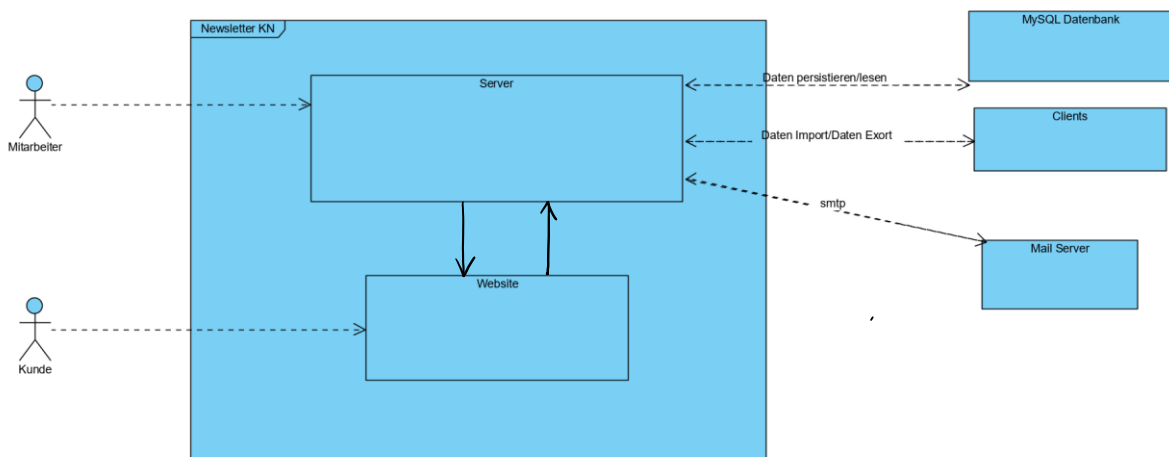 Newsletter KN
MySQL Datenbank
Server
Daten persistieren/lesen
Clients
Daten Import/Daten Exort
Mitarbeiter
smtp
Mail Server
Website
Kunde